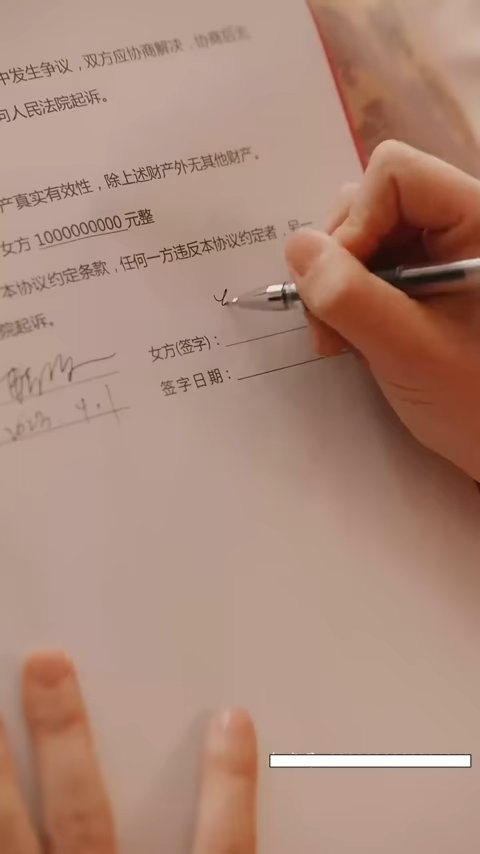 中发生争议，双方应协商解决，协商后无
向人民法院起诉。
产真实有效性，除上述财产外无其他财产。
女方 1000000000 元整
本协议约定条款，任何一方违反本协议约定者，另一
院起诉。
女方(签字)：
签字日期：
2023 4.1